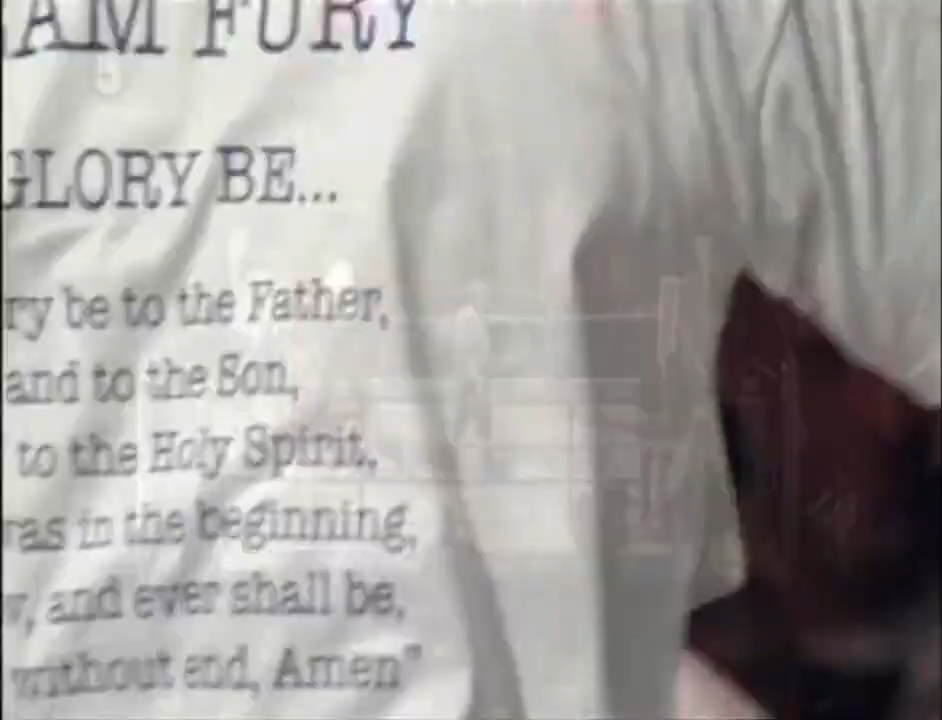 AM FURY
GLORY BE...
ry be to the Father,
and to the Son,
to the Holy Spirit,
as in the beginning,
, and ever shall be,
without end, Amen"